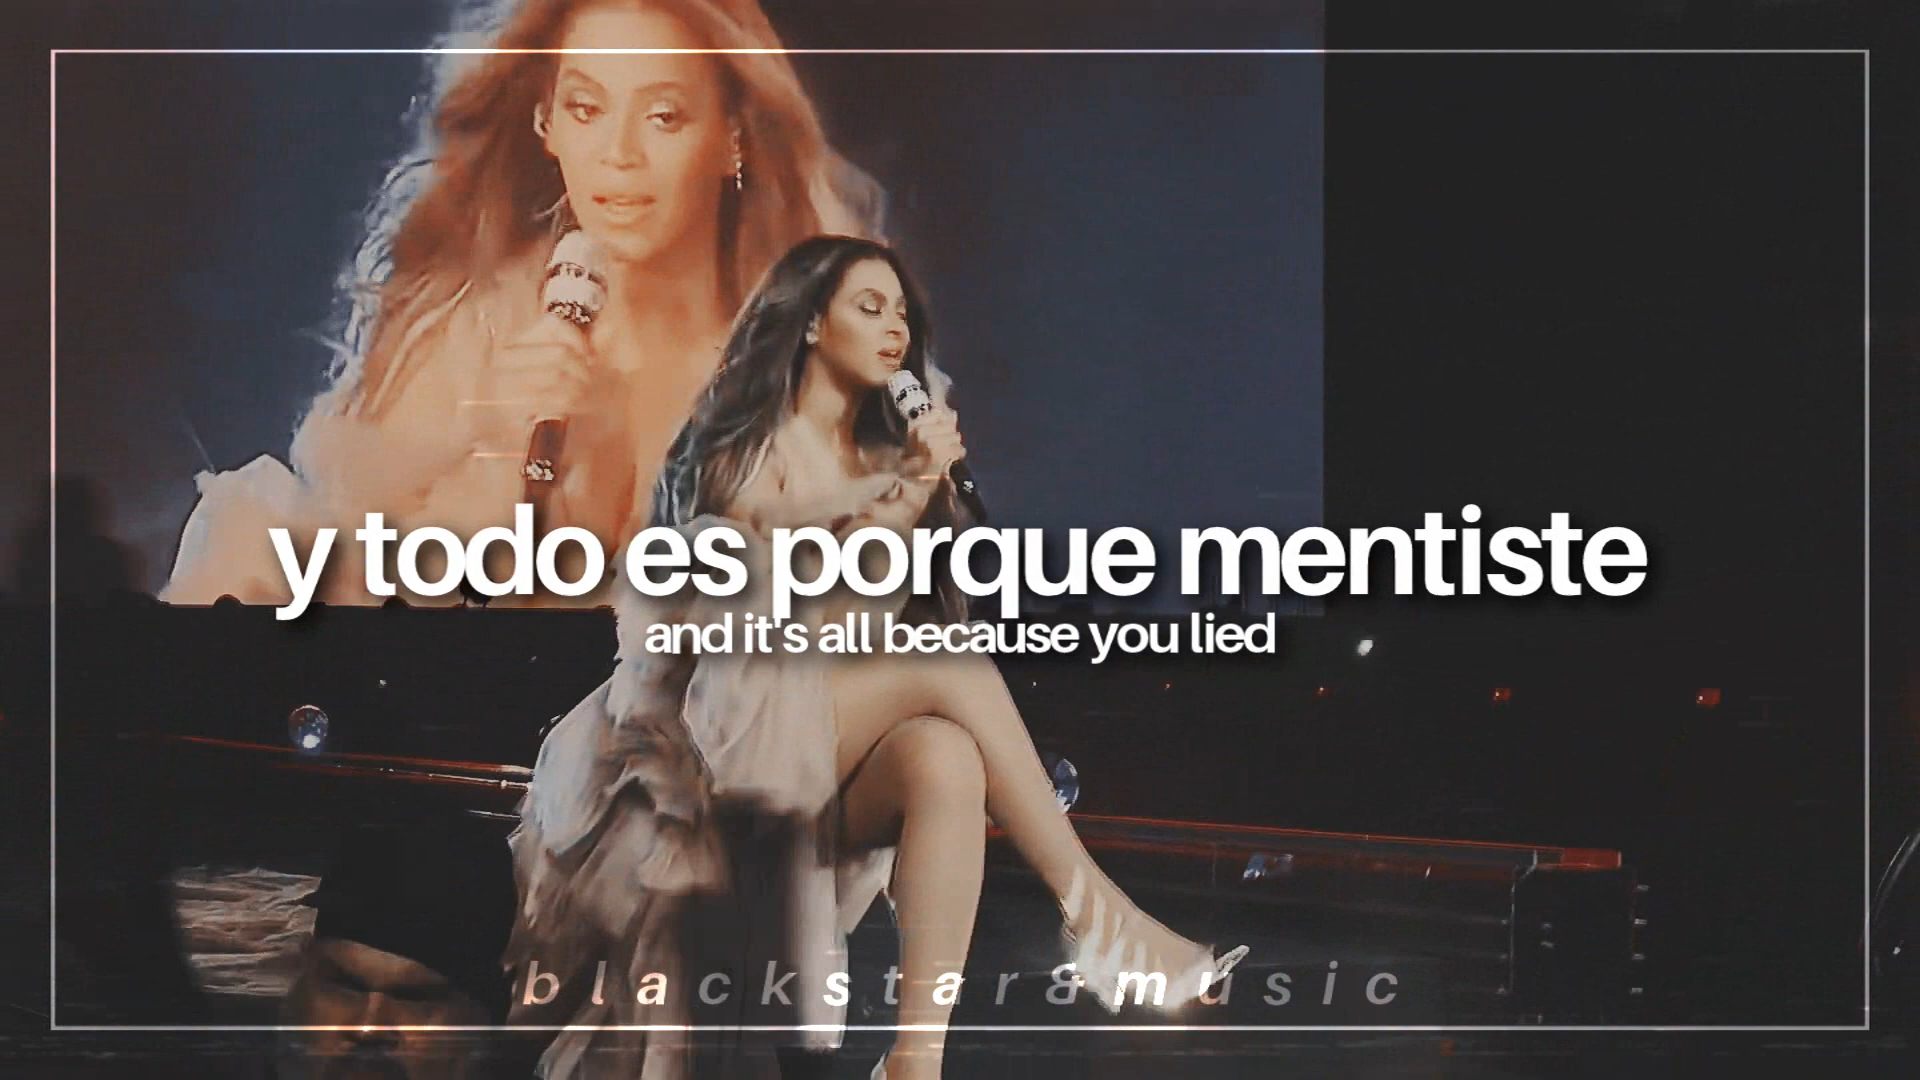 y todo es porque mentiste
and it's all because you lied
blackstar&music